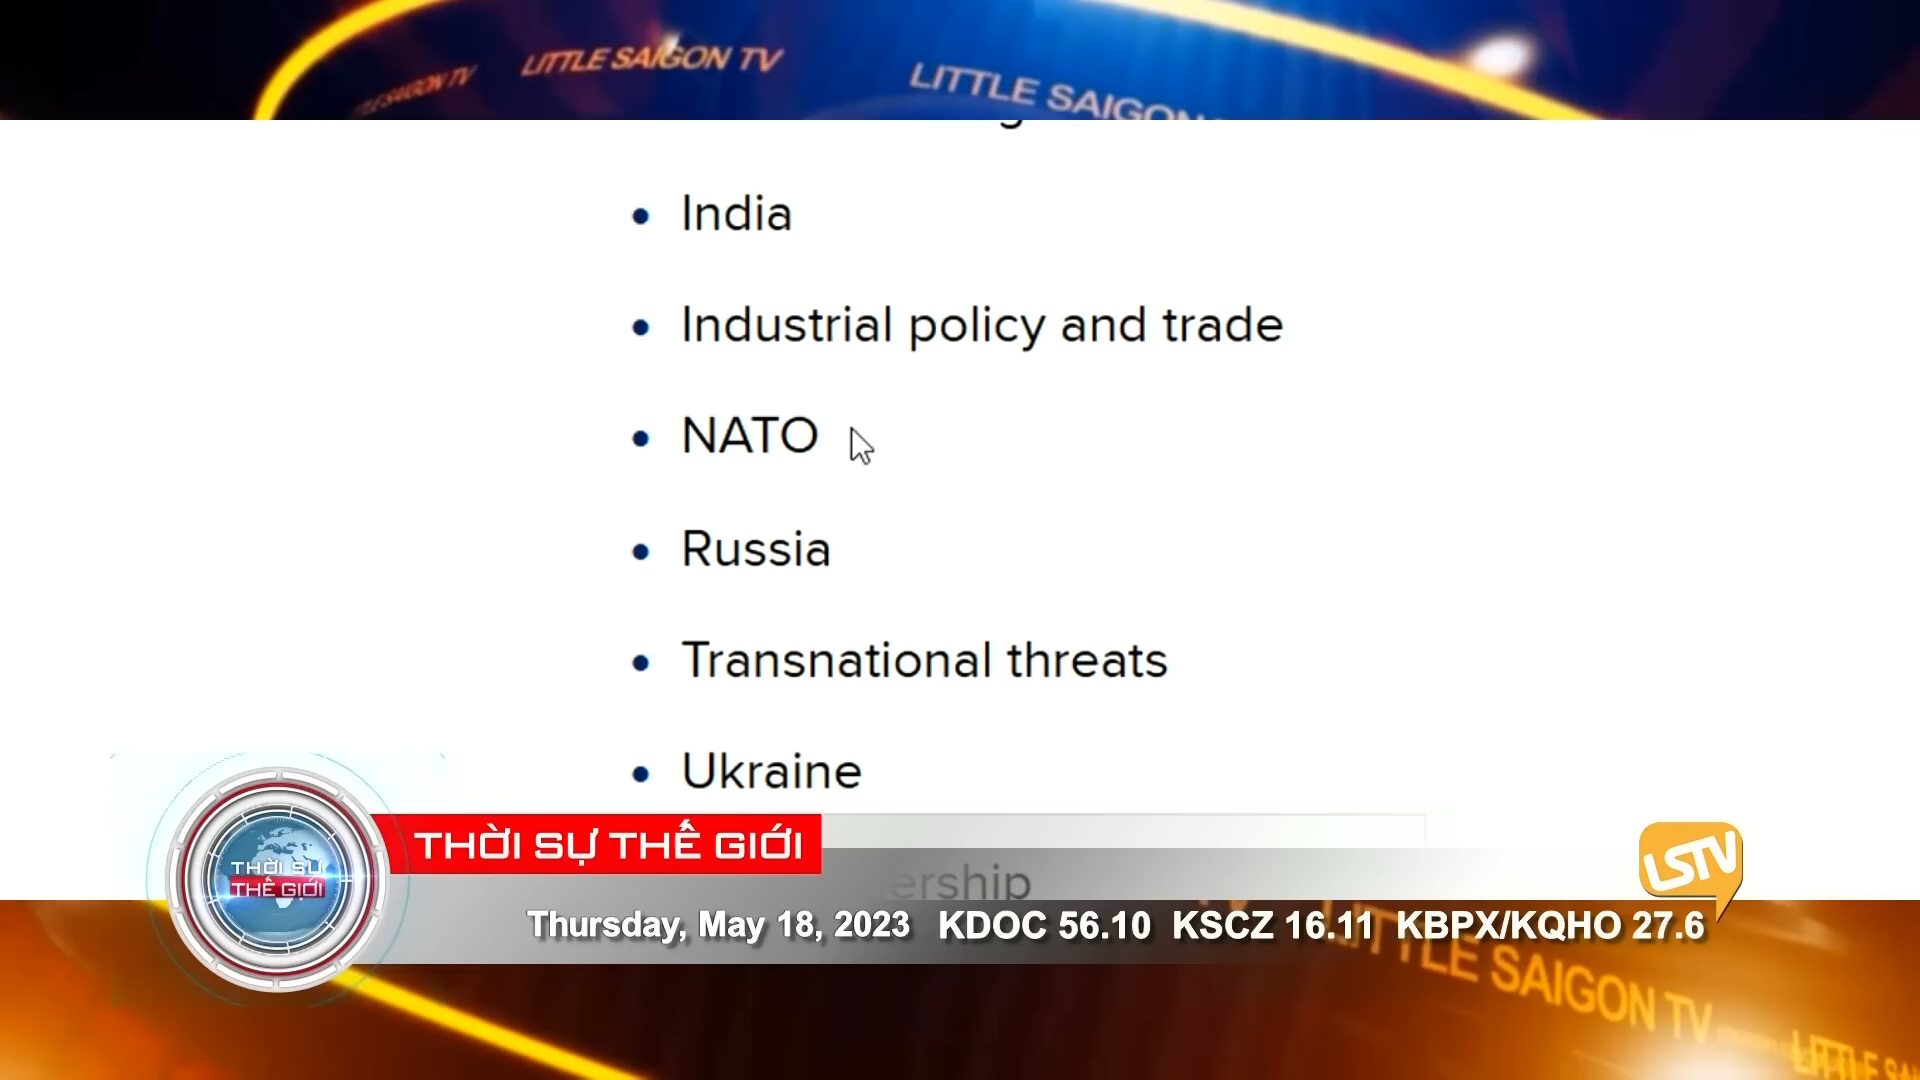 LITTLE SAIGON TV
LITTLE SAIGON
India
Industrial policy and trade
NATO
Russia
Transnational threats
Ukraine
THỜI SỰ THẾ GIỚI
THỜI SỰ
THẾ GIỚI
LSTV
Thursday, May 18, 2023 KDOC 56.10 KSCZ 16.11 KBPX/KQHO 27.6
LITTLE SAIGON TV